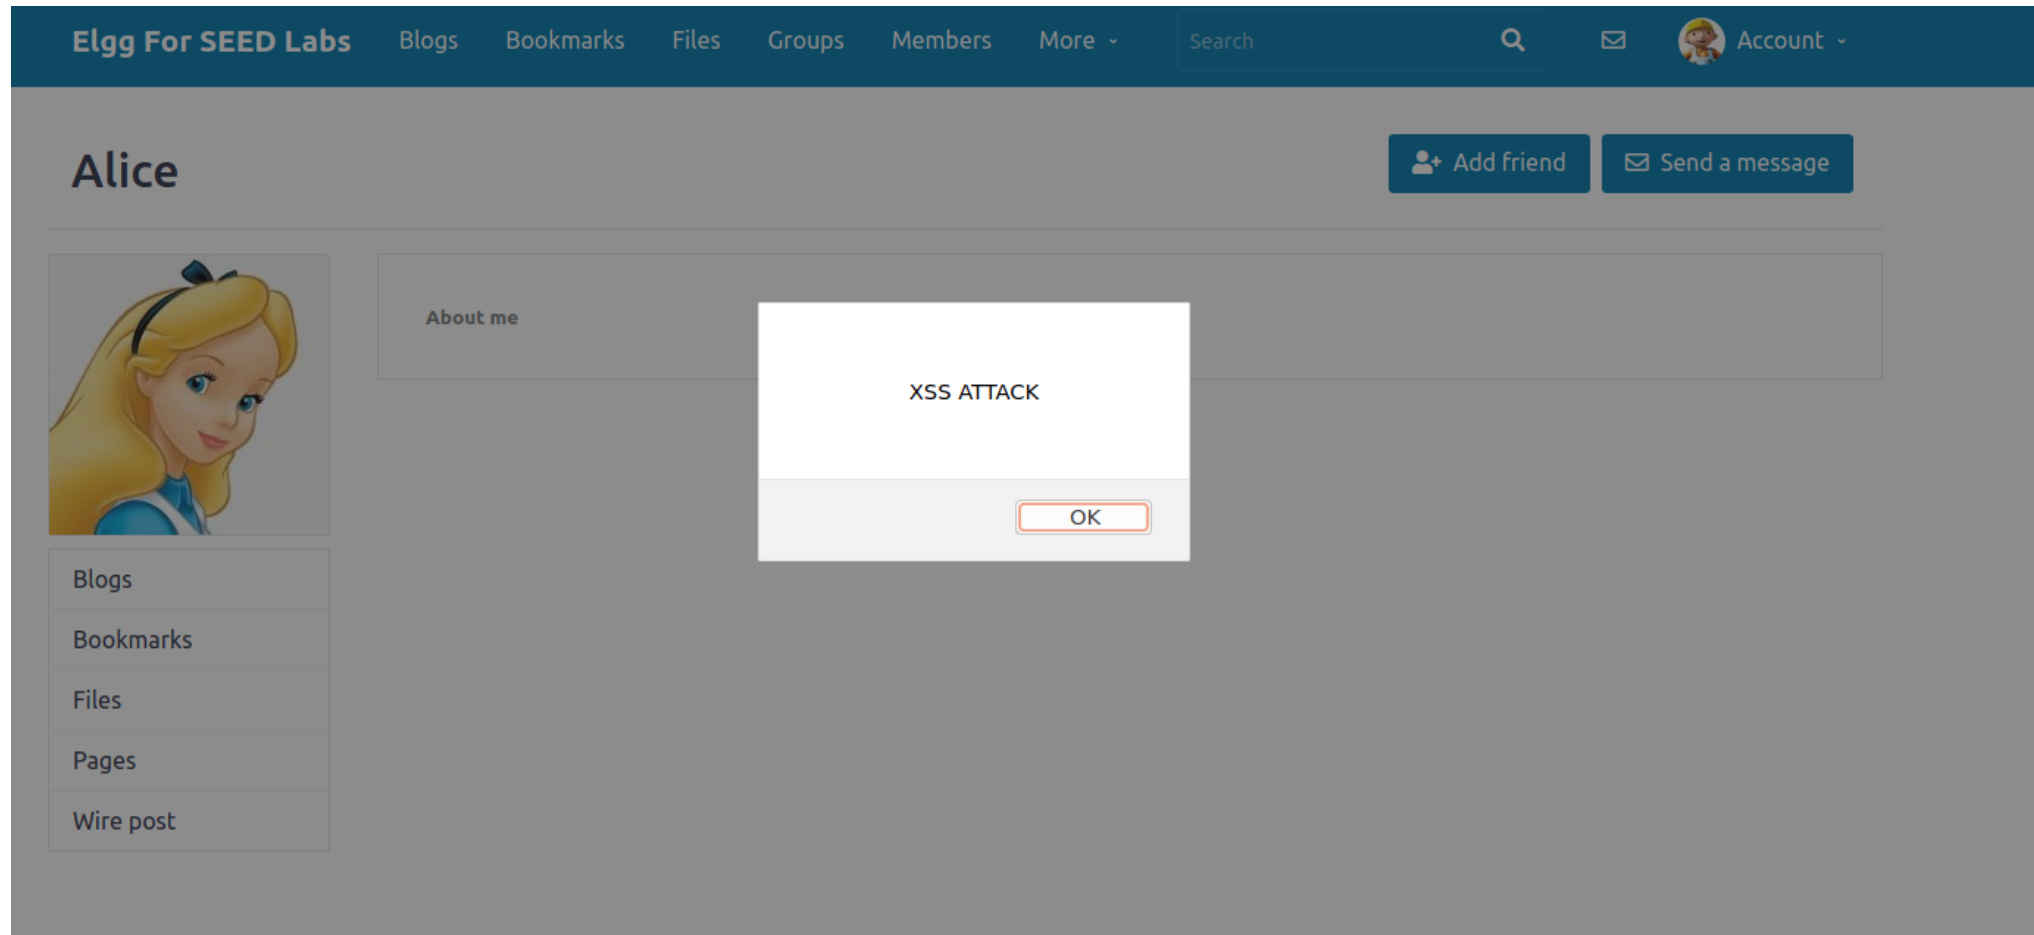 Elgg For SEED Labs Blogs Bookmarks Files Groups Members More Search Account
Alice
Add friend Send a message
About me
XSS ATTACK
OK
Blogs
Bookmarks
Files
Pages
Wire post